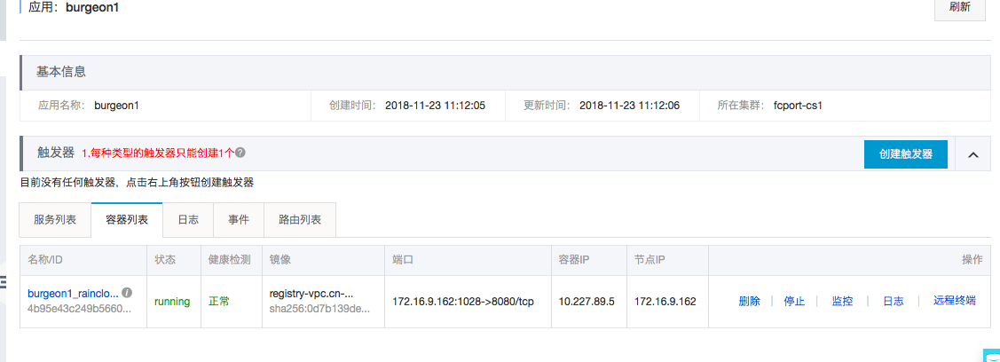 应用： burgeon1
刷新
基本信息
应用名称： burgeon1
创建时间： 2018-11-23 11:12:05
更新时间： 2018-11-23 11:12:06
所在集群： fcport-cs1
触发器 1.每种类型的触发器只能创建1个
创建触发器
目前没有任何触发器，点击右上角按钮创建触发器
服务列表 容器列表 日志 事件 路由列表
名称/ID 状态 健康检测 镜像 端口 容器IP 节点IP 操作
burgeon1_rainclo...
4b95e43c249b5660...
running
正常
registry-vpc.cn-...
sha256:0d7b139de...
172.16.9.162:1028->8080/tcp
10.227.89.5
172.16.9.162
删除 | 停止 | 监控 | 日志 | 远程终端